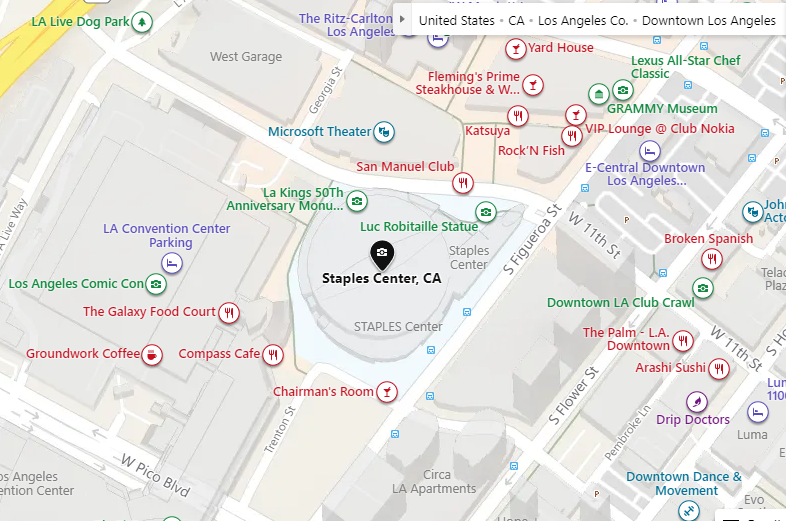 United States • CA • Los Angeles Co. • Downtown Los Angeles
LA Live Dog Park
The Ritz-Carlton
Los Angeles
West Garage
Georgia St
Yard House
Lexus All-Star Chef
Classic
Fleming's Prime
Steakhouse & W...
GRAMMY Museum
Microsoft Theater
Katsuya
VIP Lounge @ Club Nokia
Rock'N Fish
San Manuel Club
E-Central Downtown
Los Angeles...
La Kings 50Th
Anniversary Monu...
LA Live Way
Luc Robitaille Statue
S Figueroa St
W 11th St
P
John
Acto
LA Convention Center
Parking
Staples
Center
Broken Spanish
Staples Center, CA
Los Angeles Comic Con
Telac
Plaz
The Galaxy Food Court
Downtown LA Club Crawl
STAPLES Center
The Palm - L.A.
Downtown
W 11th St
S Ho
Groundwork Coffee
Compass Cafe
Arashi Sushi
Chairman's Room
S Flower St
Lum
1100
Trenton St
Pembroke Ln
Drip Doctors
Luma
W Pico Blvd
E
os Angeles
ention Center
Circa
LA Apartments
Downtown Dance &
Movement
P
Evo